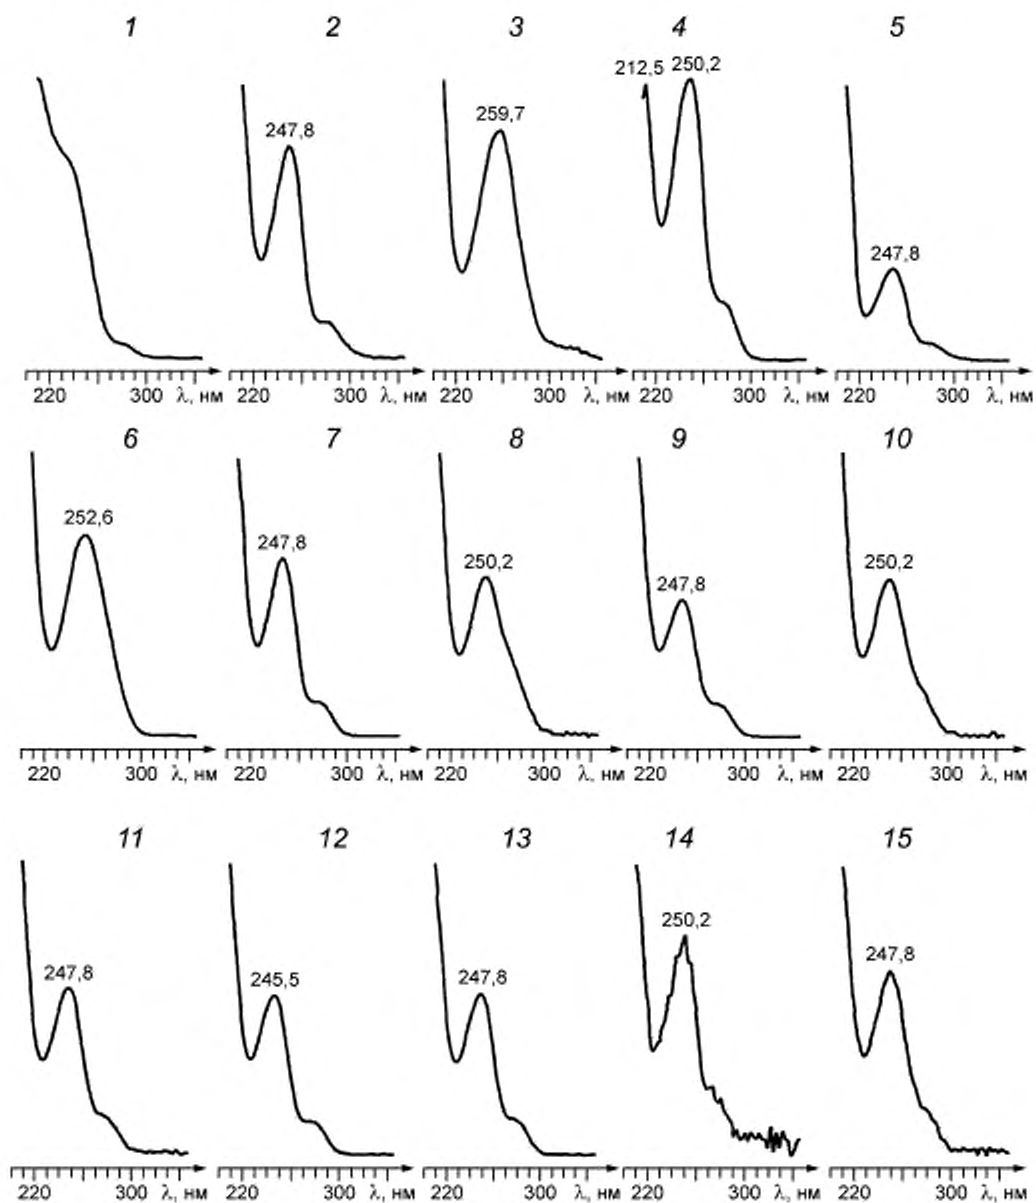 1 2 3 4 5
247,8 259,7 212,5 250,2 247,8
220 300 λ, нм 220 300 λ, нм 220 300 λ, нм 220 300 λ, нм 220 300 λ, нм
6 7 8 9 10
252,6 247,8 250,2 247,8 250,2
220 300 λ, нм 220 300 λ, нм 220 300 λ, нм 220 300 λ, нм 220 300 λ, нм
11 12 13 14 15
247,8 245,5 247,8 250,2 247,8
220 300 λ, нм 220 300 λ, нм 220 300 λ, нм 220 300 λ, нм 220 300 λ, нм